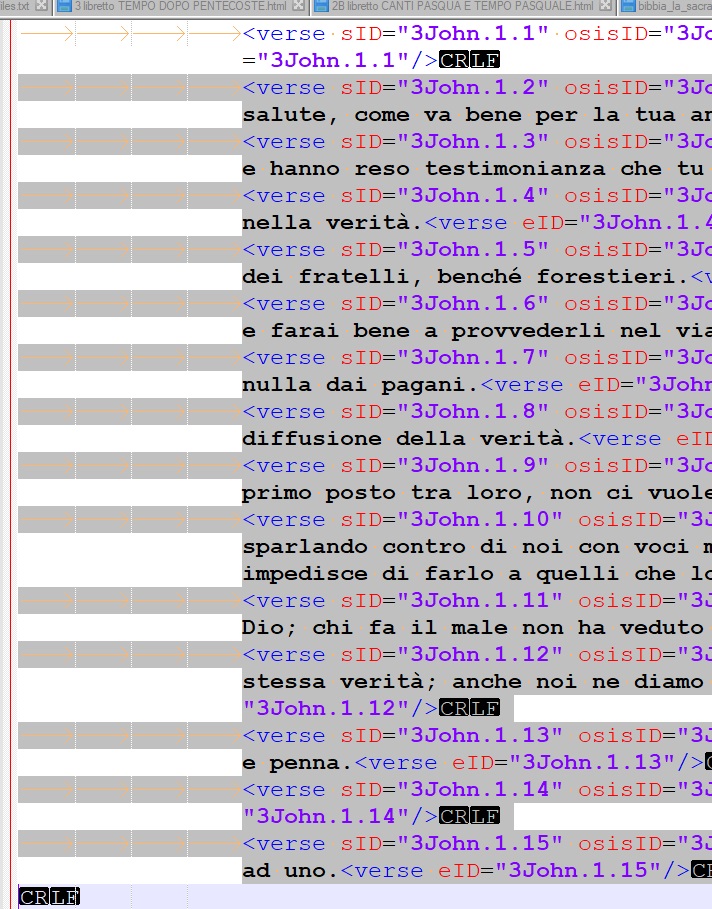 iles.txt 3 libretto TEMPO DOPO PENTECOSTE.html 2B libretto CANTI PASQUA E TEMPO PASQUALE.html bibbia_la_sacra
<verse sID="3John.1.1" osisID="3Jo
="3John.1.1"/>CRLF
<verse sID="3John.1.2" osisID="3Jo
salute, come va bene per la tua an
<verse sID="3John.1.3" osisID="3Jo
e hanno reso testimonianza che tu
<verse sID="3John.1.4" osisID="3Jo
nella verità.<verse eID="3John.1.4
<verse sID="3John.1.5" osisID="3Jo
dei fratelli, benché forestieri.<v
<verse sID="3John.1.6" osisID="3Jo
e farai bene a provvederli nel via
<verse sID="3John.1.7" osisID="3Jo
nulla dai pagani.<verse eID="3John
<verse sID="3John.1.8" osisID="3Jo
diffusione della verità.<verse eID
<verse sID="3John.1.9" osisID="3Jo
primo posto tra loro, non ci vuole
<verse sID="3John.1.10" osisID="3J
sparlando contro di noi con voci m
impedisce di farlo a quelli che lo
<verse sID="3John.1.11" osisID="3J
Dio; chi fa il male non ha veduto
<verse sID="3John.1.12" osisID="3J
stessa verità; anche noi ne diamo
"3John.1.12"/>CRLF
<verse sID="3John.1.13" osisID="3J
e penna.<verse eID="3John.1.13"/>C
<verse sID="3John.1.14" osisID="3J
"3John.1.14"/>CRLF
<verse sID="3John.1.15" osisID="3J
ad uno.<verse eID="3John.1.15"/>CR
CRLF